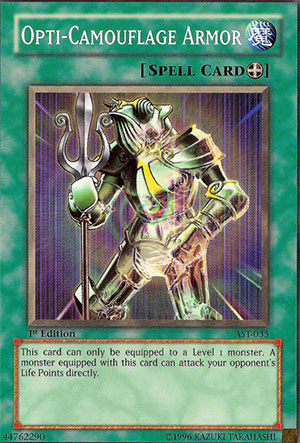 OPTI-CAMOUFLAGE ARMOR 魔
[SPELL CARD]
1st Edition AST-035
This card can only be equipped to a Level 1 monster. A
monster equipped with this card can attack your opponent's
Life Points directly.
44762290 ©1996 KAZUKI TAKAHASHI